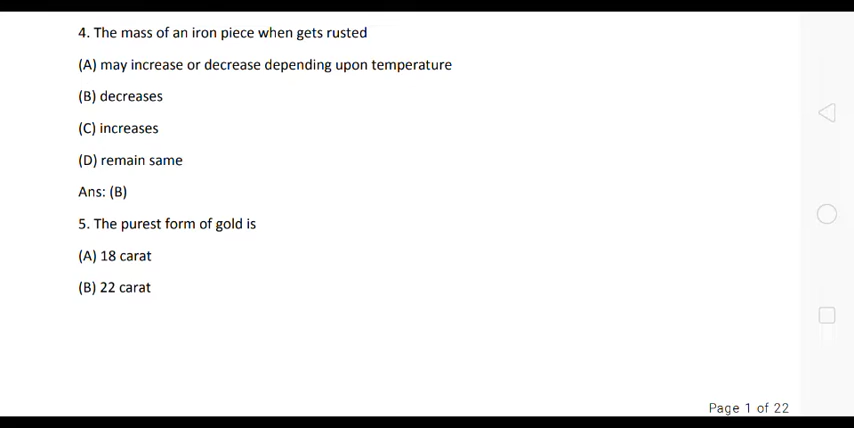 4. The mass of an iron piece when gets rusted
(A) may increase or decrease depending upon temperature
(B) decreases
(C) increases
(D) remain same
Ans: (B)
5. The purest form of gold is
(A) 18 carat
(B) 22 carat
Page 1 of 22